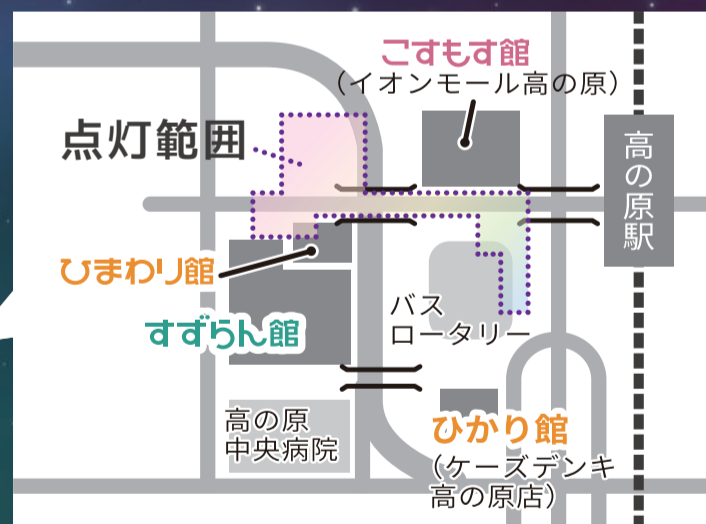 こすもす館
（イオンモール高の原）
点灯範囲
高の原駅
ひまわり館
すずらん館
バス
ロータリー
高の原
中央病院
ひかり館
（ケーズデンキ
高の原店）